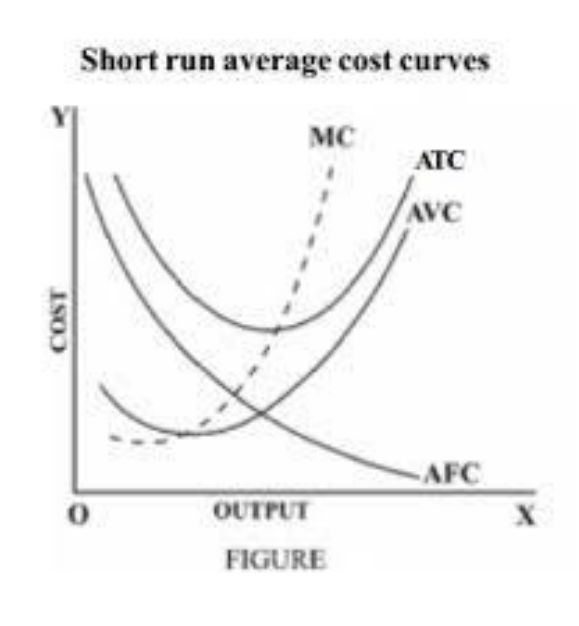 Short run average cost curves
Y
MC
ATC
AVC
COST
AFC
O
OUTPUT
X
FIGURE